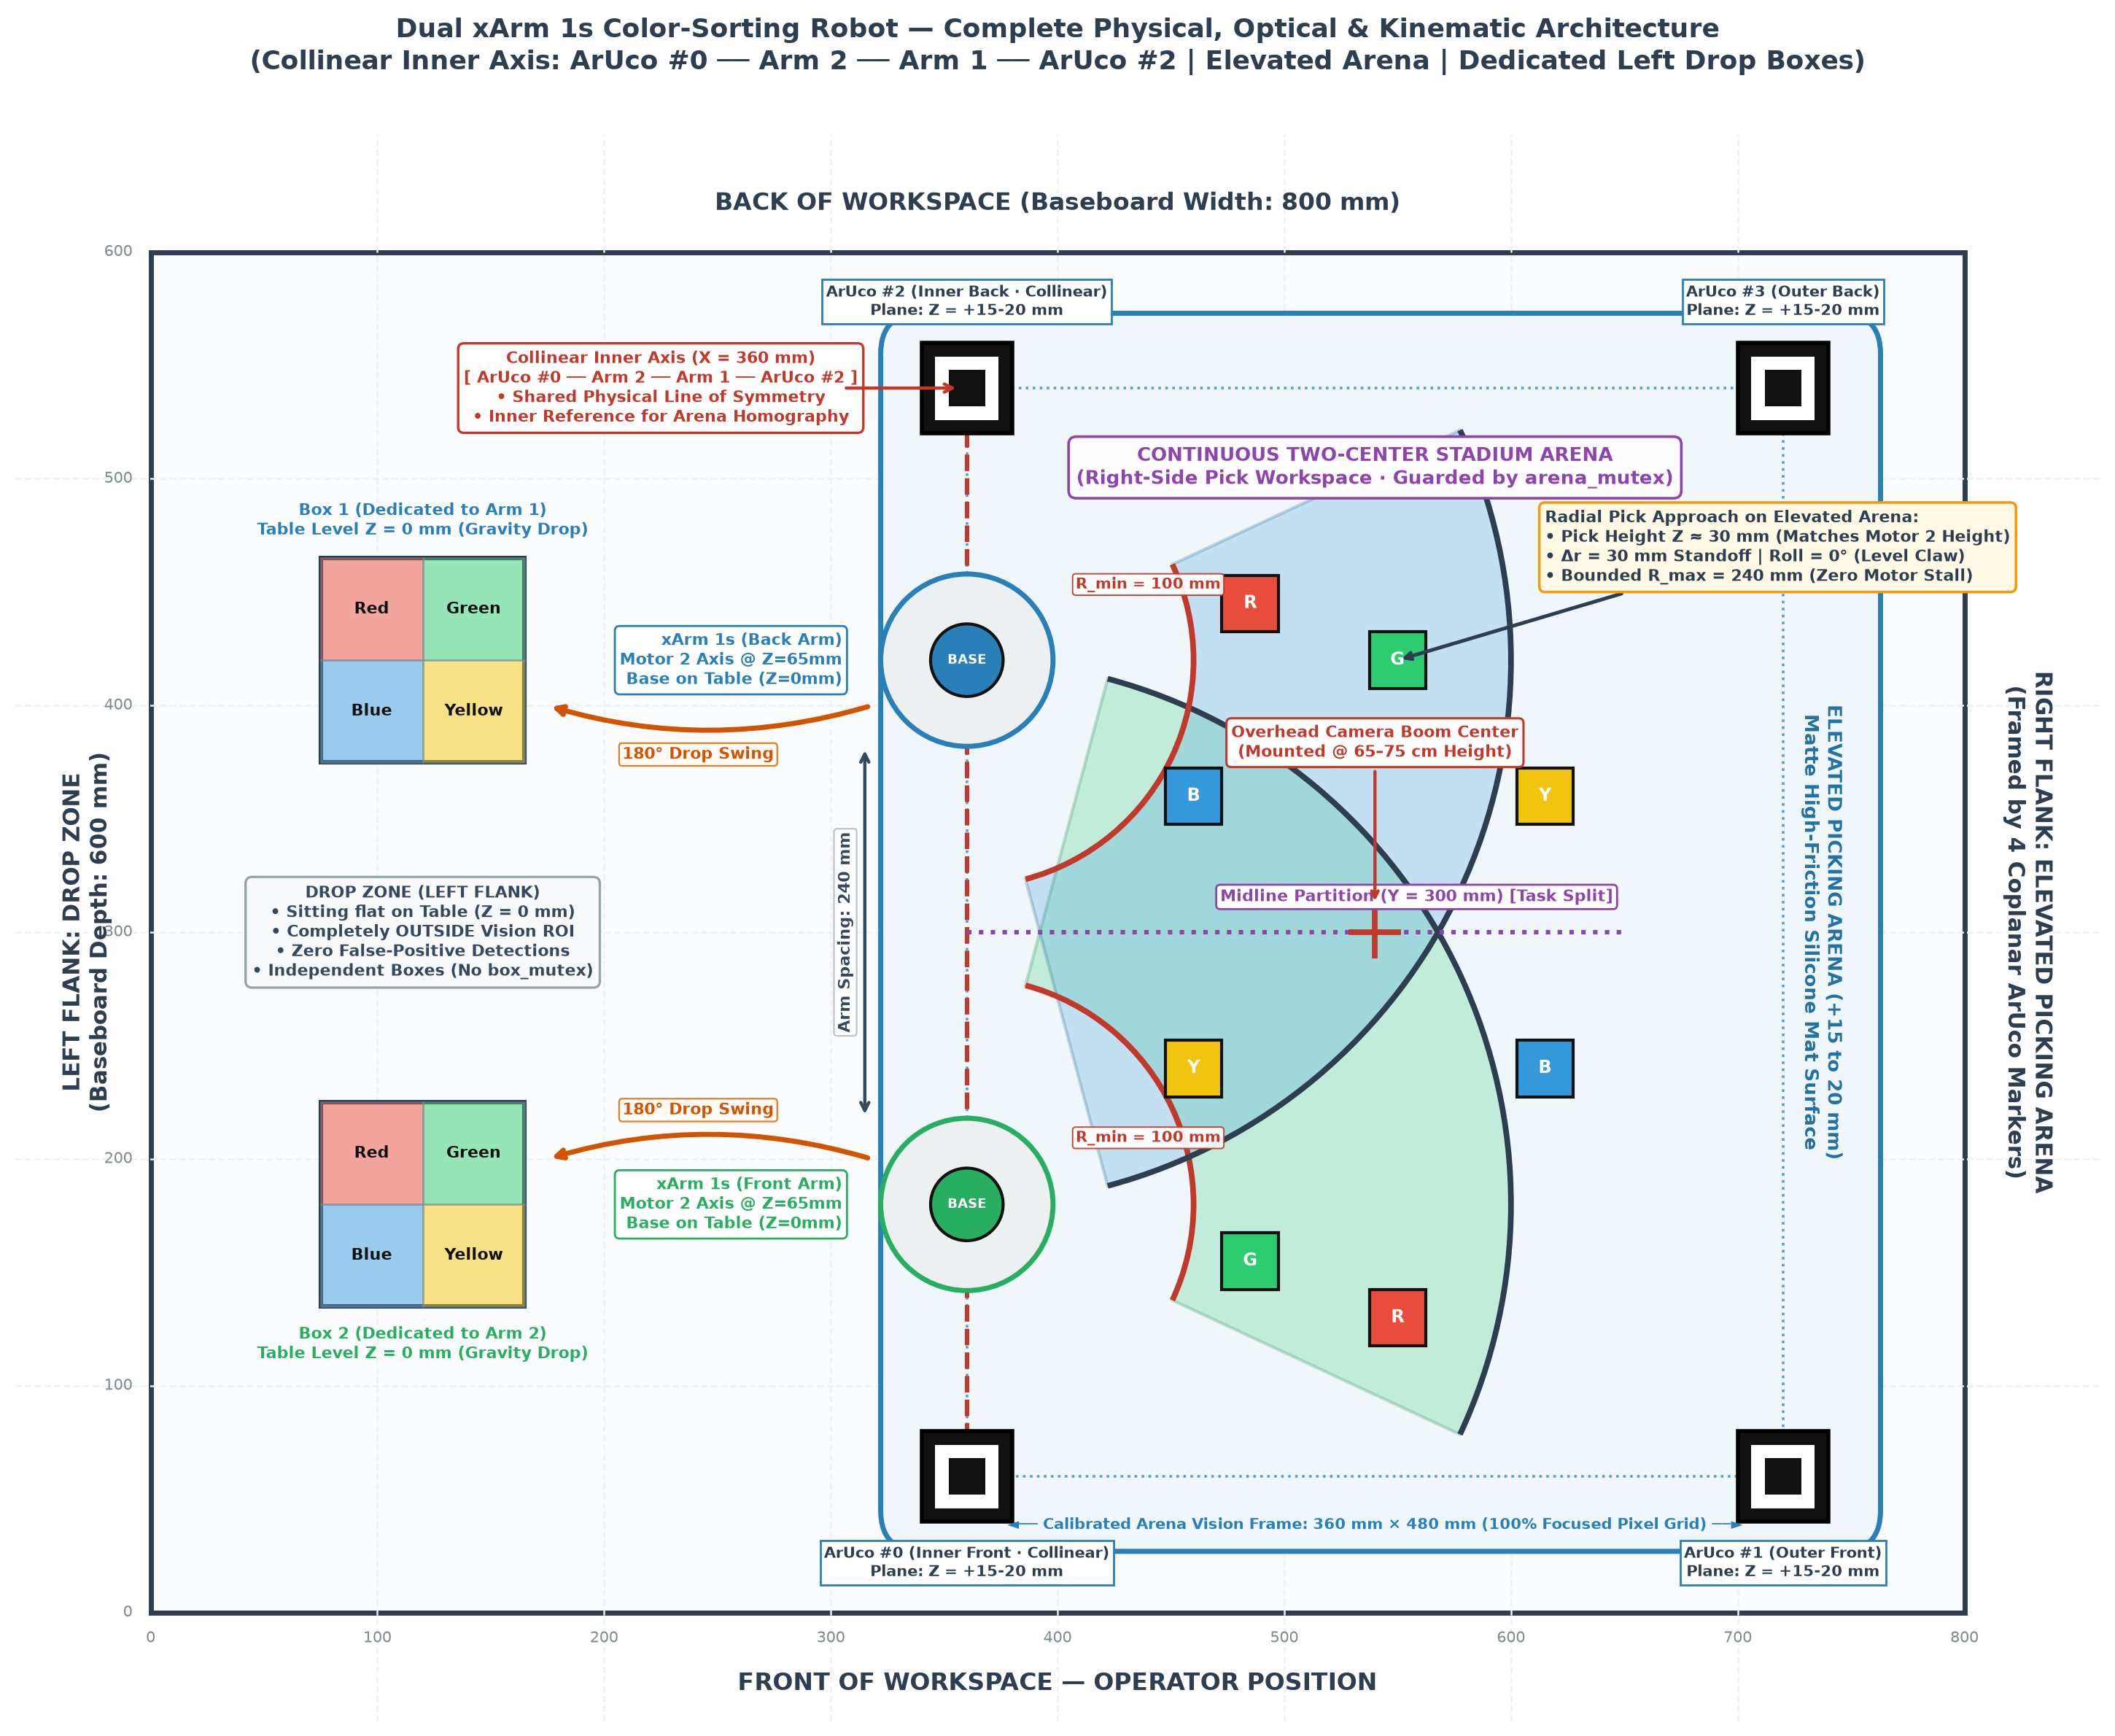 Dual xArm 1s Color-Sorting Robot — Complete Physical, Optical & Kinematic Architecture
(Collinear Inner Axis: ArUco #0 ── Arm 2 ── Arm 1 ── ArUco #2 | Elevated Arena | Dedicated Left Drop Boxes)
BACK OF WORKSPACE (Baseboard Width: 800 mm)
600
500
400
300
200
100
0
ArUco #2 (Inner Back · Collinear)
Plane: Z = +15-20 mm
ArUco #3 (Outer Back)
Plane: Z = +15-20 mm
Collinear Inner Axis (X = 360 mm)
[ ArUco #0 ── Arm 2 ── Arm 1 ── ArUco #2 ]
• Shared Physical Line of Symmetry
• Inner Reference for Arena Homography
CONTINUOUS TWO-CENTER STADIUM ARENA
(Right-Side Pick Workspace · Guarded by arena_mutex)
Radial Pick Approach on Elevated Arena:
• Pick Height Z ≈ 30 mm (Matches Motor 2 Height)
• Δr = 30 mm Standoff | Roll = 0° (Level Claw)
• Bounded R_max = 240 mm (Zero Motor Stall)
Box 1 (Dedicated to Arm 1)
Table Level Z = 0 mm (Gravity Drop)
Red
Green
Blue
Yellow
xArm 1s (Back Arm)
Motor 2 Axis @ Z=65mm
Base on Table (Z=0mm)
BASE
R_min = 100 mm
R
G
180° Drop Swing
Overhead Camera Boom Center
(Mounted @ 65–75 cm Height)
B
Y
LEFT FLANK: DROP ZONE
(Baseboard Depth: 600 mm)
DROP ZONE (LEFT FLANK)
• Sitting flat on Table (Z = 0 mm)
• Completely OUTSIDE Vision ROI
• Zero False-Positive Detections
• Independent Boxes (No box_mutex)
Arm Spacing: 240 mm
Midline Partition (Y = 300 mm) [Task Split]
ELEVATED PICKING ARENA (+15 to 20 mm)
Matte High-Friction Silicone Mat Surface
RIGHT FLANK: ELEVATED PICKING ARENA
(Framed by 4 Coplanar ArUco Markers)
Y
B
180° Drop Swing
R_min = 100 mm
Red
Green
Blue
Yellow
xArm 1s (Front Arm)
Motor 2 Axis @ Z=65mm
Base on Table (Z=0mm)
BASE
G
R
Box 2 (Dedicated to Arm 2)
Table Level Z = 0 mm (Gravity Drop)
Calibrated Arena Vision Frame: 360 mm × 480 mm (100% Focused Pixel Grid)
ArUco #0 (Inner Front · Collinear)
Plane: Z = +15-20 mm
ArUco #1 (Outer Front)
Plane: Z = +15-20 mm
0
100
200
300
400
500
600
700
800
FRONT OF WORKSPACE — OPERATOR POSITION